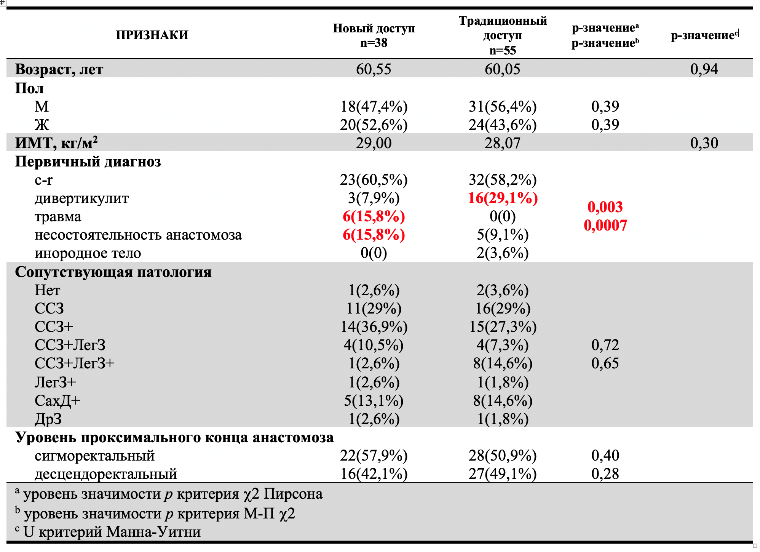 ПРИЗНАКИ Новый доступ n=38 Традиционный доступ n=55 p-значениеᵃ p-значениеᵇ p-значениеᶜ
Возраст, лет 60,55 60,05 0,94
Пол
М 18(47,4%) 31(56,4%) 0,39
Ж 20(52,6%) 24(43,6%) 0,39
ИМТ, кг/м² 29,00 28,07 0,30
Первичный диагноз
c-r 23(60,5%) 32(58,2%)
дивертикулит 3(7,9%) 16(29,1%)
травма 6(15,8%) 0(0)
0,003
0,0007
несостоятельность анастомоза 6(15,8%) 5(9,1%)
инородное тело 0(0) 2(3,6%)
Сопутствующая патология
Нет 1(2,6%) 2(3,6%)
ССЗ 11(29%) 16(29%)
ССЗ+ 14(36,9%) 15(27,3%)
ССЗ+ЛегЗ 4(10,5%) 4(7,3%) 0,72
ССЗ+ЛегЗ+ 1(2,6%) 8(14,6%) 0,65
ЛегЗ+ 1(2,6%) 1(1,8%)
СахД+ 5(13,1%) 8(14,6%)
ДрЗ 1(2,6%) 1(1,8%)
Уровень проксимального конца анастомоза
сигморектальный 22(57,9%) 28(50,9%) 0,40
десцендоректальный 16(42,1%) 27(49,1%) 0,28
ᵃ уровень значимости p критерия χ2 Пирсона
ᵇ уровень значимости p критерия М-П χ2
ᶜ U критерий Манна-Уитни